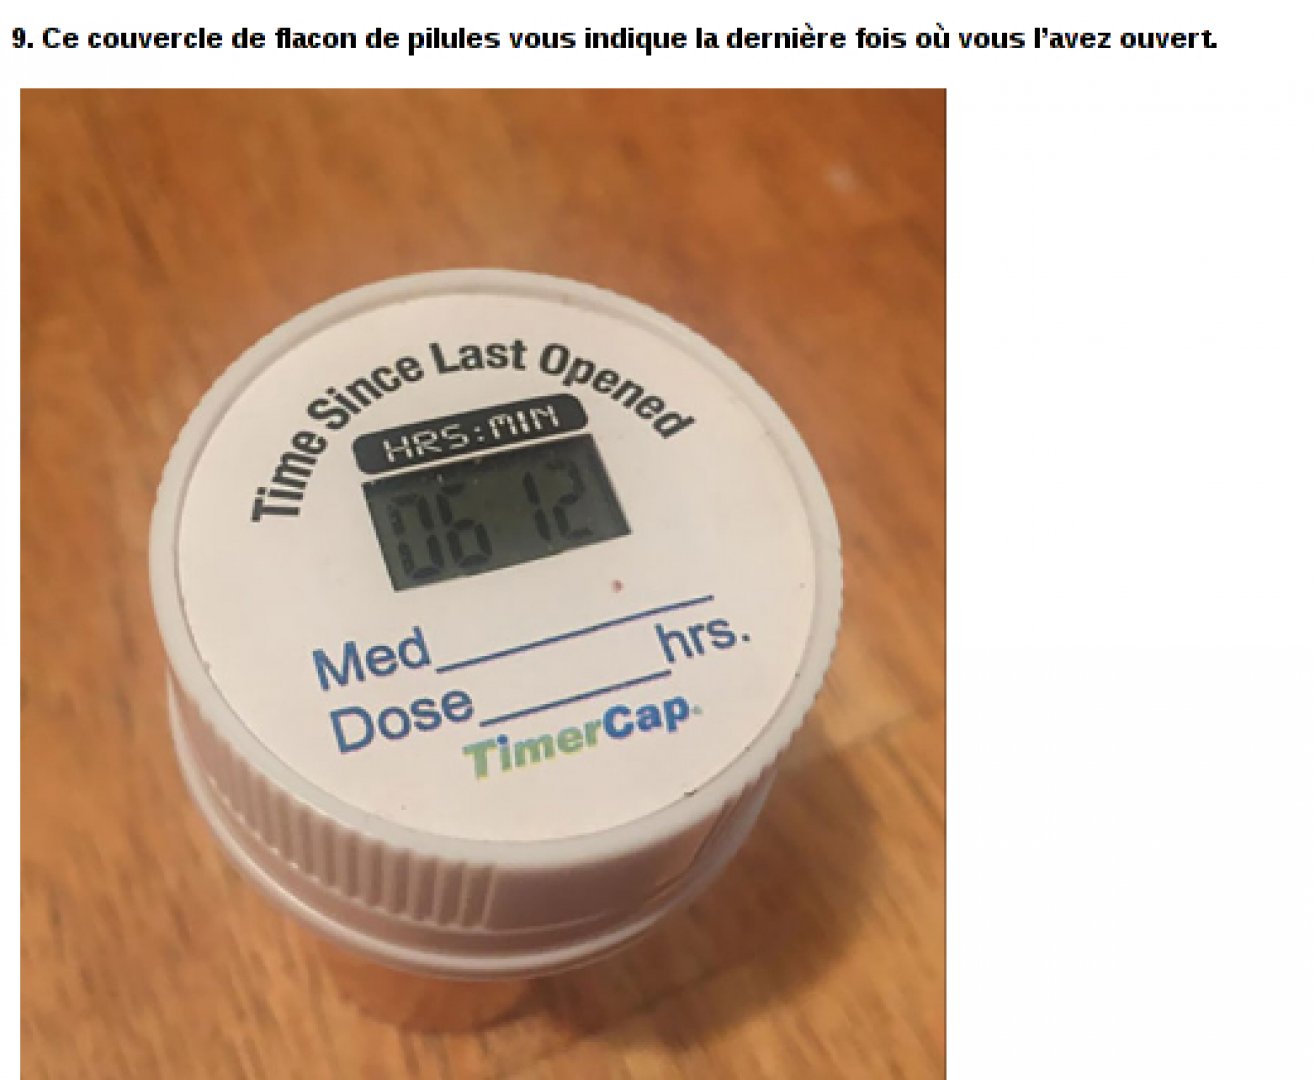 9. Ce couvercle de flacon de pilules vous indique la dernière fois où vous l’avez ouvert.
Time Since Last Opened
HRS:MIN
06 12
Med
Dose hrs.
TimerCap